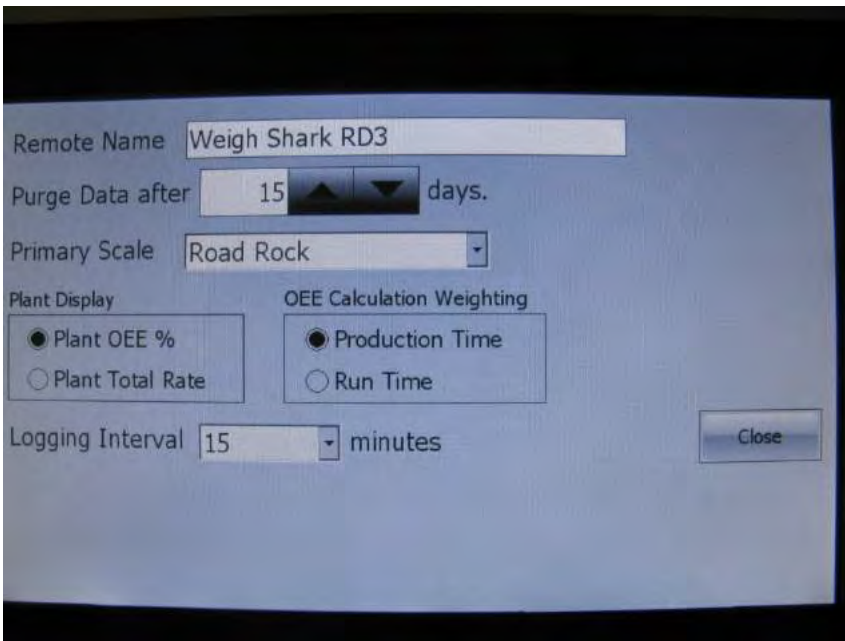 Remote Name Weigh Shark RD3
Purge Data after 15 days.
Primary Scale Road Rock
Plant Display OEE Calculation Weighting
Plant OEE % Production Time
Plant Total Rate Run Time
Logging Interval 15 minutes
Close